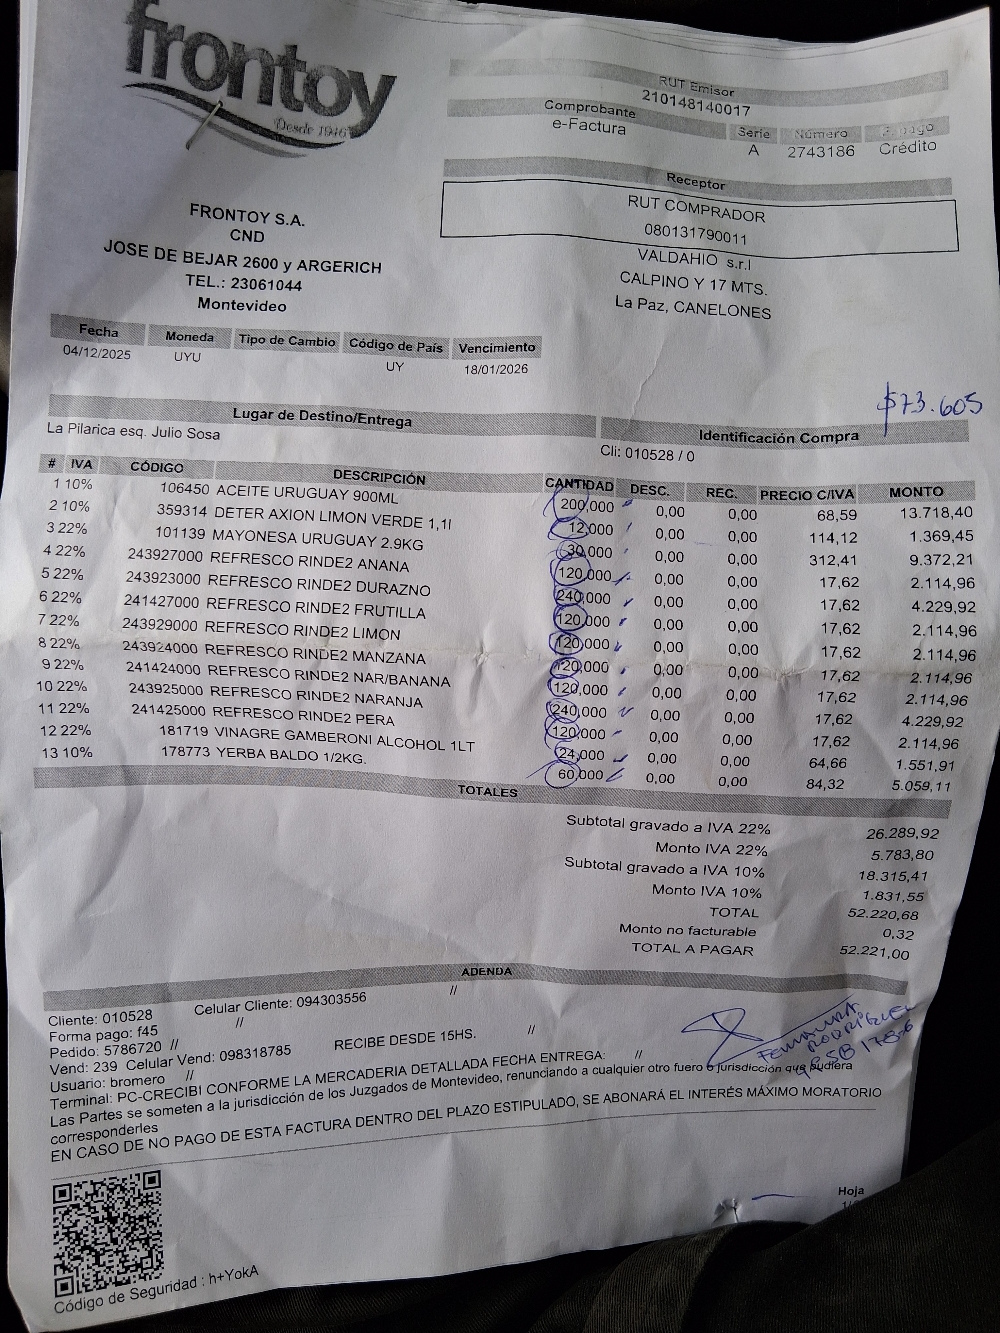 frontoy
Desde 1946
RUT Emisor
210148140017
Comprobante
e-Factura
Serie Número F. pago
A 2743186 Crédito
Receptor
RUT COMPRADOR
080131790011
VALDAHIO s.r.l
CALPINO Y 17 MTS.
La Paz, CANELONES
FRONTOY S.A.
CND
JOSE DE BEJAR 2600 y ARGERICH
TEL.: 23061044
Montevideo
Fecha Moneda Tipo de Cambio Código de País Vencimiento
04/12/2025 UYU UY 18/01/2026
$73.605
Lugar de Destino/Entrega
La Pilarica esq. Julio Sosa
Identificación Compra
Cli: 010528 / 0
# IVA CÓDIGO DESCRIPCIÓN CANTIDAD DESC. REC. PRECIO C/IVA MONTO
1 10% 106450 ACEITE URUGUAY 900ML 200,000 0,00 0,00 68,59 13.718,40
2 10% 359314 DETER AXION LIMON VERDE 1,1l 12,000 0,00 0,00 114,12 1.369,45
3 22% 101139 MAYONESA URUGUAY 2.9KG 30,000 0,00 0,00 312,41 9.372,21
4 22% 243927000 REFRESCO RINDE2 ANANA 120,000 0,00 0,00 17,62 2.114,96
5 22% 243923000 REFRESCO RINDE2 DURAZNO 240,000 0,00 0,00 17,62 4.229,92
6 22% 241427000 REFRESCO RINDE2 FRUTILLA 120,000 0,00 0,00 17,62 2.114,96
7 22% 243929000 REFRESCO RINDE2 LIMON 120,000 0,00 0,00 17,62 2.114,96
8 22% 243924000 REFRESCO RINDE2 MANZANA 120,000 0,00 0,00 17,62 2.114,96
9 22% 241424000 REFRESCO RINDE2 NAR/BANANA 120,000 0,00 0,00 17,62 2.114,96
10 22% 243925000 REFRESCO RINDE2 NARANJA 240,000 0,00 0,00 17,62 4.229,92
11 22% 241425000 REFRESCO RINDE2 PERA 120,000 0,00 0,00 17,62 2.114,96
12 22% 181719 VINAGRE GAMBERONI ALCOHOL 1LT 24,000 0,00 0,00 64,66 1.551,91
13 10% 178773 YERBA BALDO 1/2KG. 60,000 0,00 0,00 84,32 5.059,11
TOTALES
Subtotal gravado a IVA 22% 26.289,92
Monto IVA 22% 5.783,80
Subtotal gravado a IVA 10% 18.315,41
Monto IVA 10% 1.831,55
TOTAL 52.220,68
Monto no facturable 0,32
TOTAL A PAGAR 52.221,00
ADENDA
Cliente: 010528 Celular Cliente: 094303556 //
Forma pago: f45 //
Pedido: 5786720 // RECIBE DESDE 15HS. //
Vend: 239 Celular Vend: 098318785
Usuario: bromero //
Terminal: PC-CRECIBI CONFORME LA MERCADERIA DETALLADA FECHA ENTREGA: //
Las Partes se someten a la jurisdicción de los Juzgados de Montevideo, renunciando a cualquier otro fuero o jurisdicción que pudiera
corresponderles
EN CASO DE NO PAGO DE ESTA FACTURA DENTRO DEL PLAZO ESTIPULADO, SE ABONARÁ EL INTERÉS MÁXIMO MORATORIO
Hoja
Código de Seguridad : h+YokA